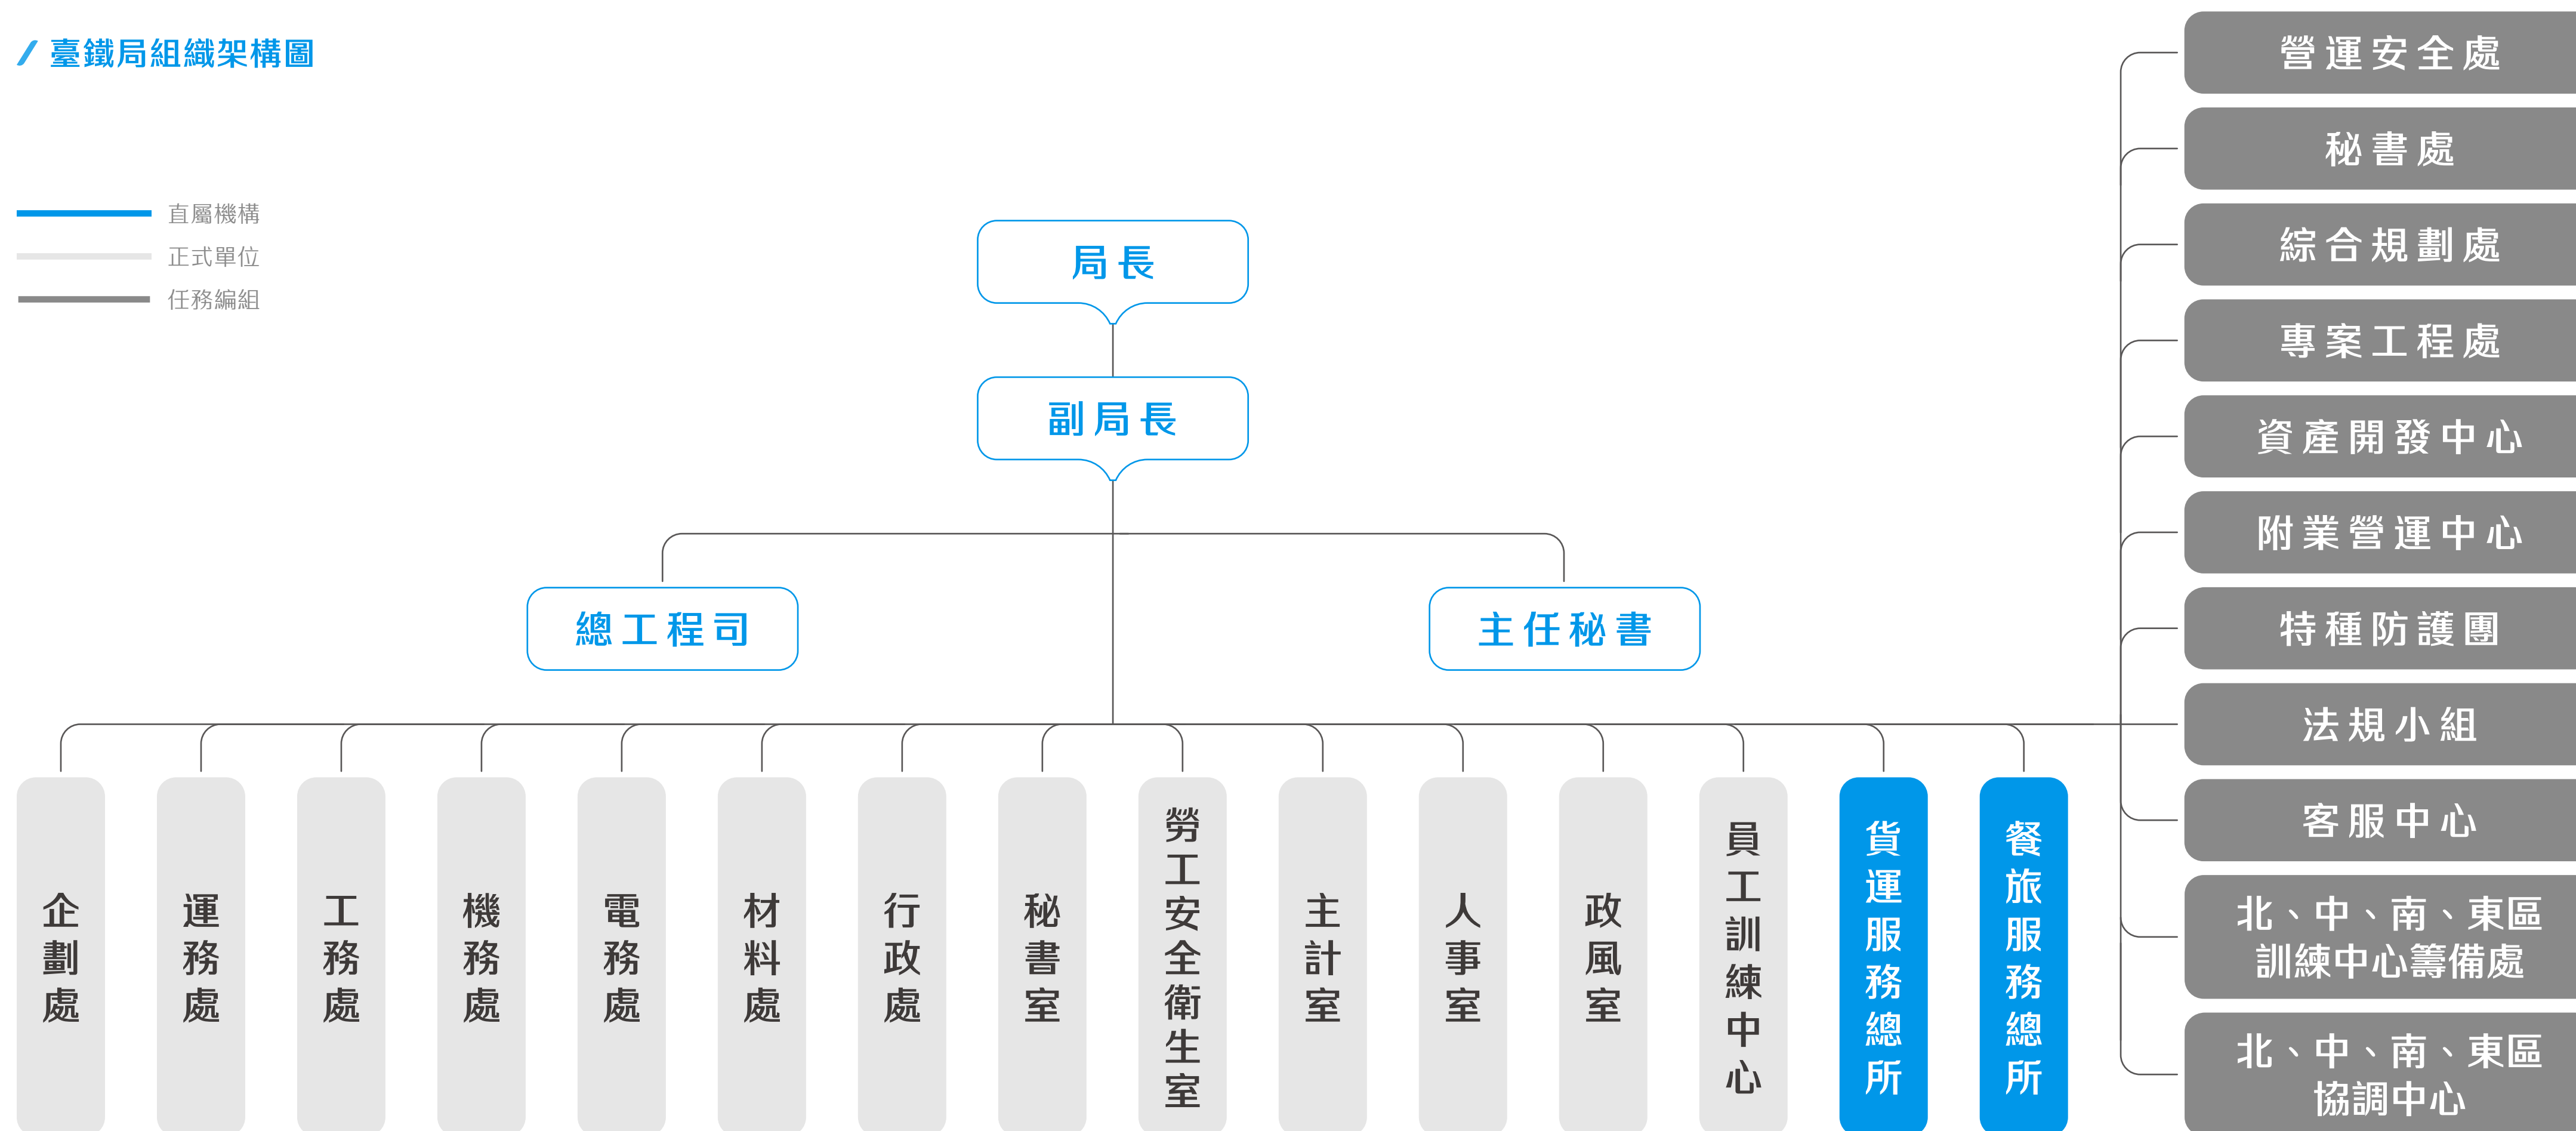 臺鐵局組織架構圖
直屬機構
正式單位
任務編組
局長
副局長
總工程司
主任秘書
企劃處
運務處
工務處
機務處
電務處
材料處
行政處
秘書室
勞工安全衛生室
主計室
人事室
政風室
員工訓練中心
貨運服務總所
餐旅服務總所
營運安全處
秘書處
綜合規劃處
專案工程處
資產開發中心
附業營運中心
特種防護團
法規小組
客服中心
北、中、南、東區
訓練中心籌備處
北、中、南、東區
協調中心